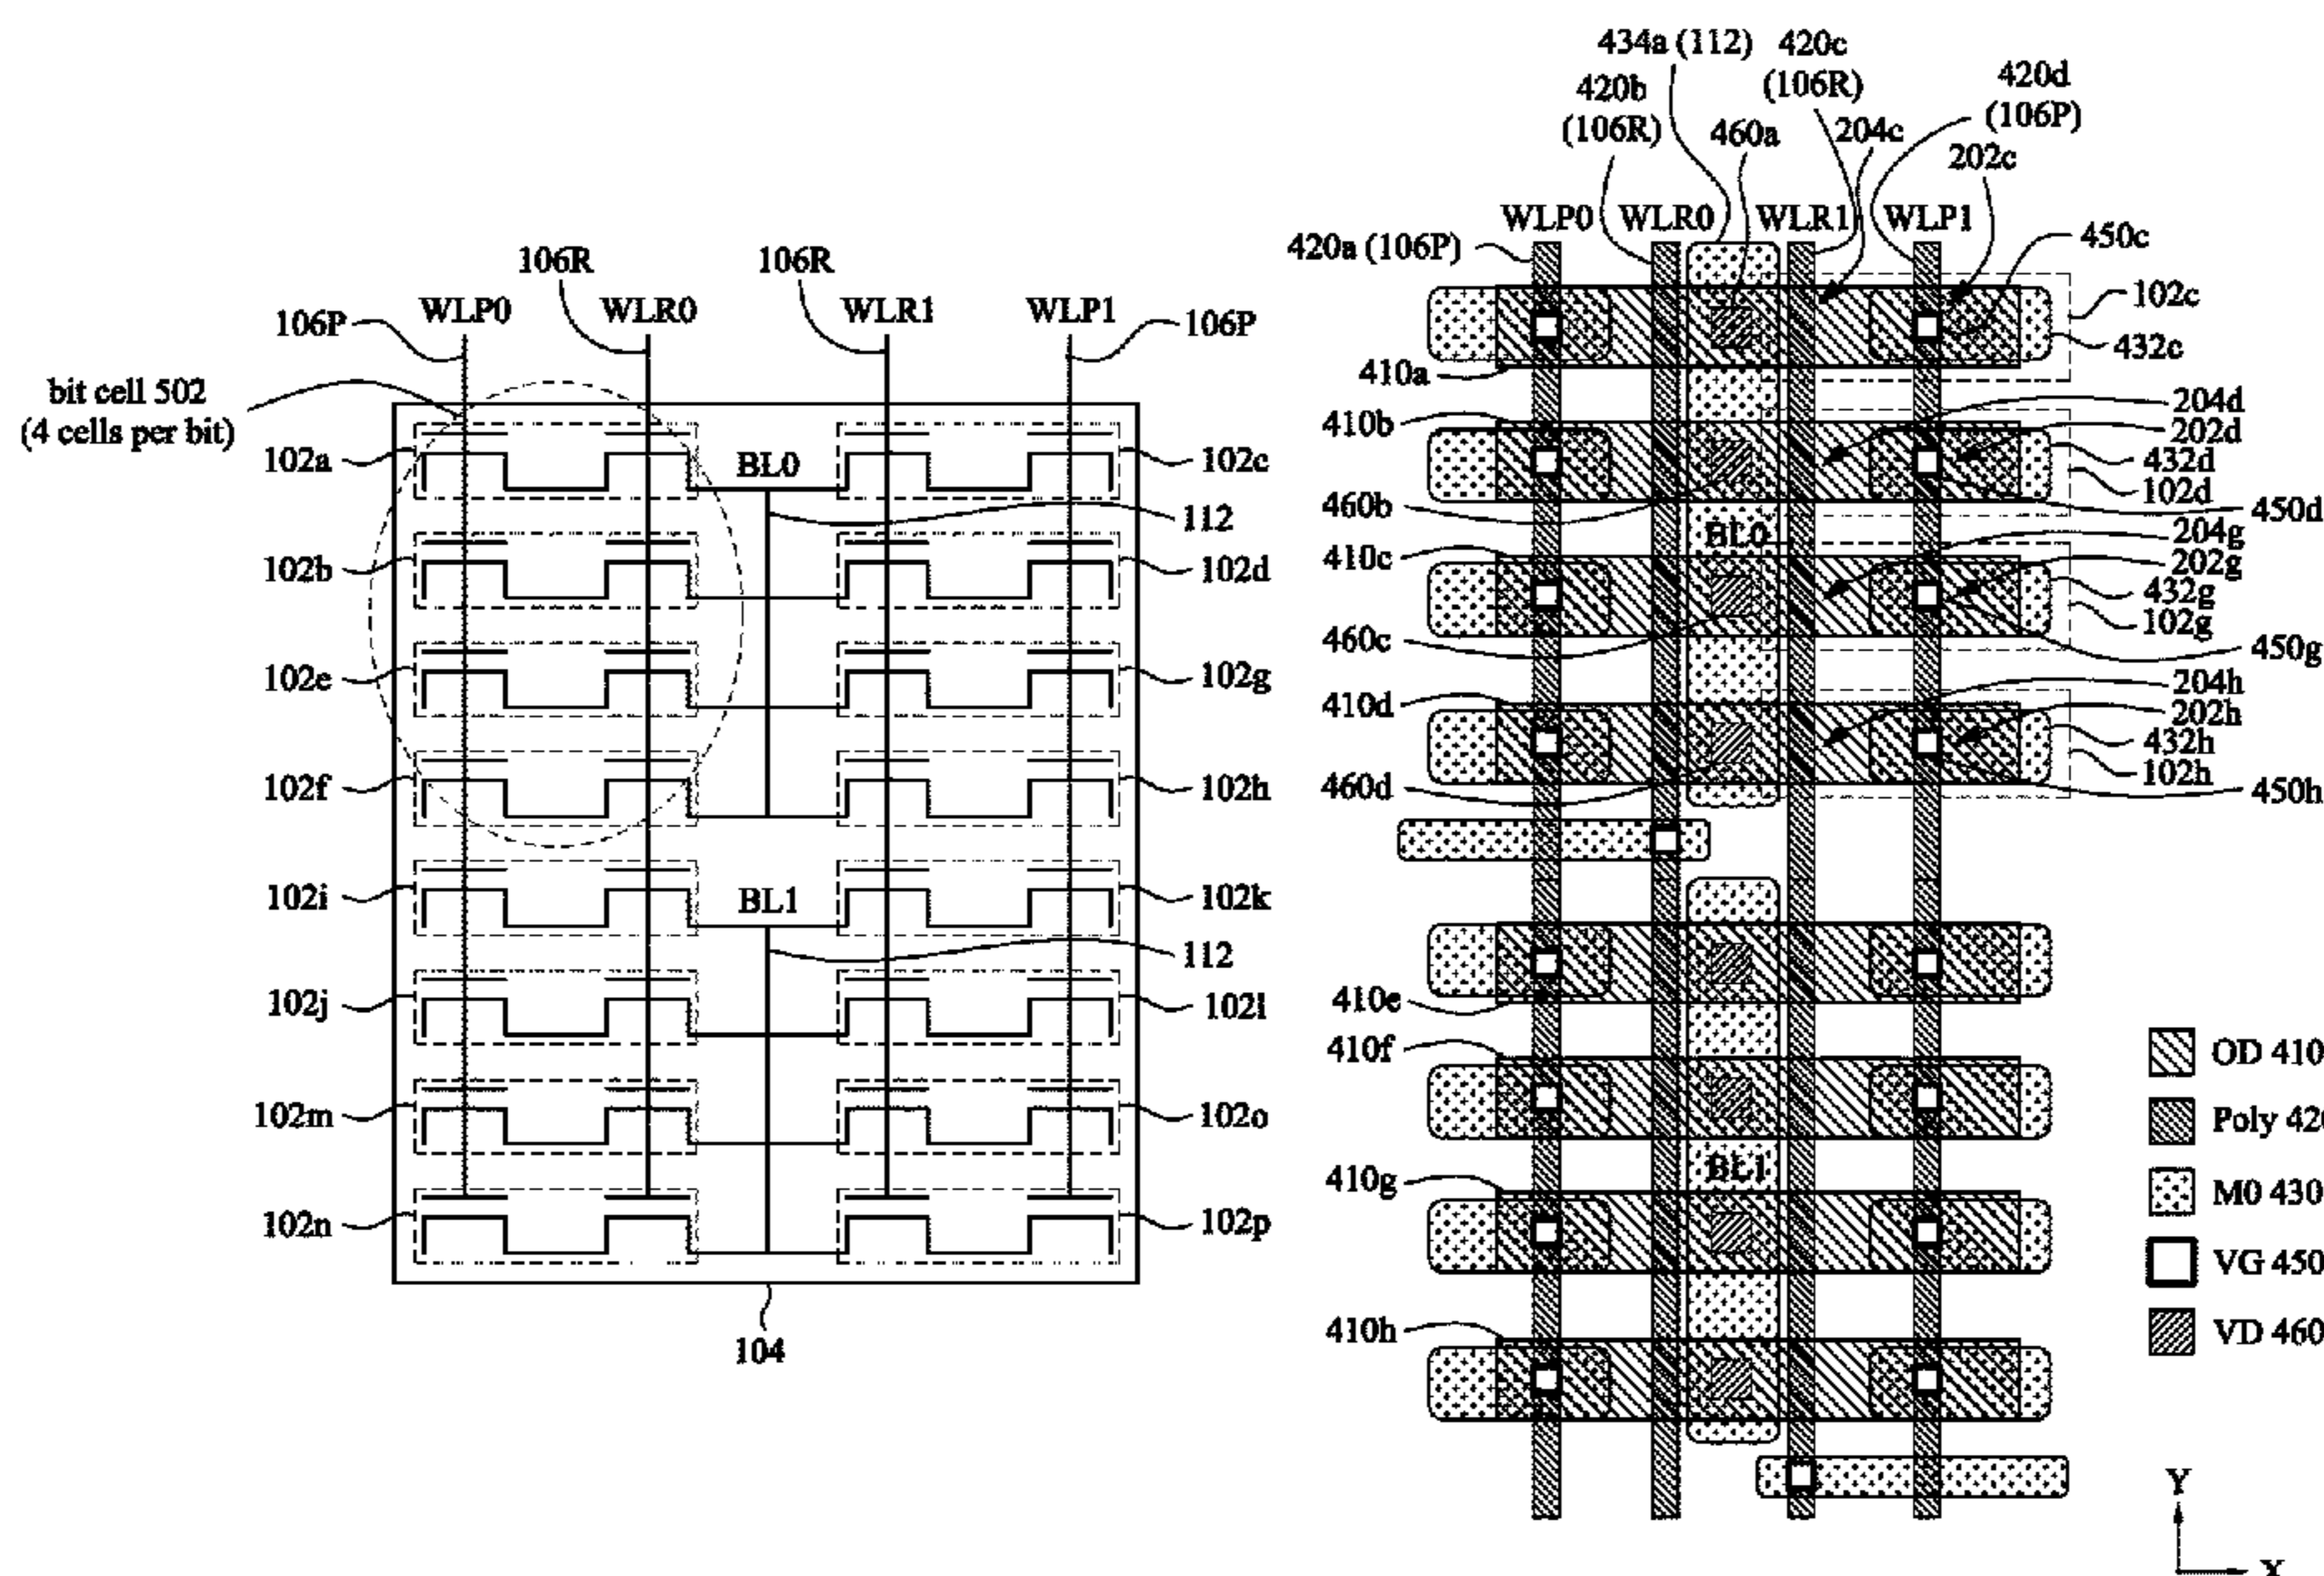 106R
106R
WLP0
WLR0
WLR1
WLP1
106P
106P
bit cell 502
(4 cells per bit)
102a
BL0
102c
112
102b
102d
102e
102g
102f
102h
102i
BL1
102k
112
102j
102l
102m
102o
102n
102p
104
434a (112)
420c
(106R)
420b
(106R)
420d
(106P)
460a
204c
202c
WLP0
WLR0
WLR1
WLP1
420a (106P)
450c
102c
432c
410a
410b
204d
202d
432d
102d
460b
450d
BL0
410c
204g
202g
432g
102g
460c
450g
410d
204h
202h
432h
102h
460d
450h
410e
410f
BL1
410g
410h
OD 410
Poly 420
M0 430
VG 450
VD 460
Y
X